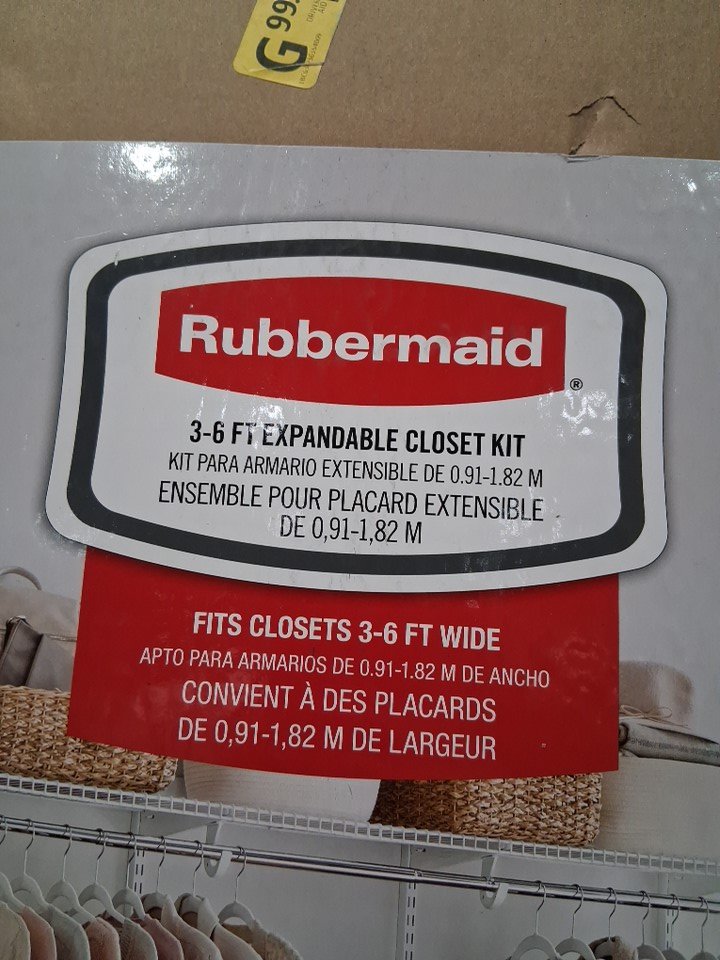 G 99
Rubbermaid
®
3-6 FT EXPANDABLE CLOSET KIT
KIT PARA ARMARIO EXTENSIBLE DE 0.91-1.82 M
ENSEMBLE POUR PLACARD EXTENSIBLE
DE 0,91-1,82 M
FITS CLOSETS 3-6 FT WIDE
APTO PARA ARMARIOS DE 0.91-1.82 M DE ANCHO
CONVIENT À DES PLACARDS
DE 0,91-1,82 M DE LARGEUR